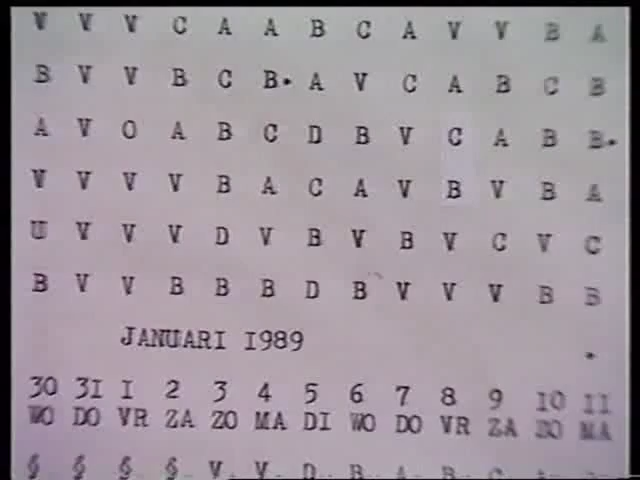 V V V C A A B C A V V B A
B V V B C B. A V C A B C B
A V O A B C D B V C A B B.
V V V V B A C A V B V B A
U V V V D V B V B V C V C
B V V B B B D B V V V B B
JANUARI 1989
30 31 1 2 3 4 5 6 7 8 9 10 11
WO DO VR ZA ZO MA DI WO DO VR ZA ZO MA
§ § § § V V D B A B C